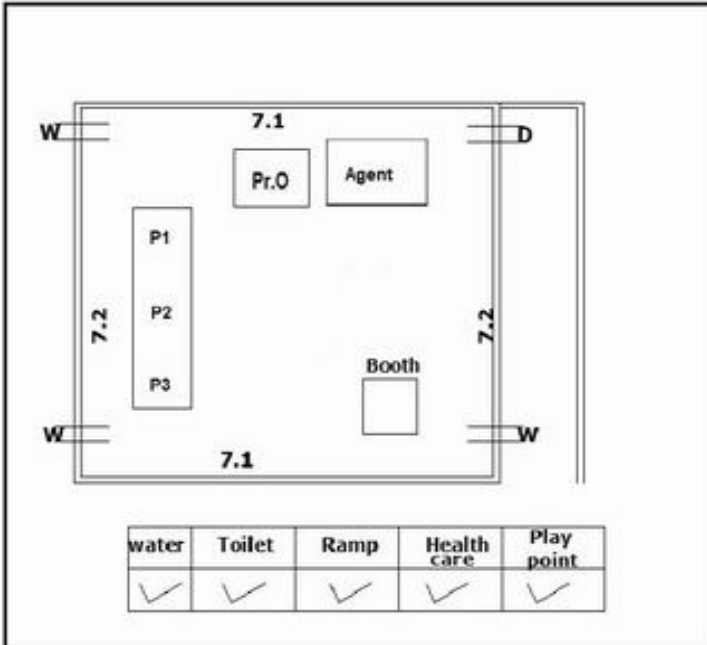 7.1
W
D
Pr.O
Agent
P1
P2
P3
7.2
7.2
Booth
W
W
7.1
water Toilet Ramp Health care Play point